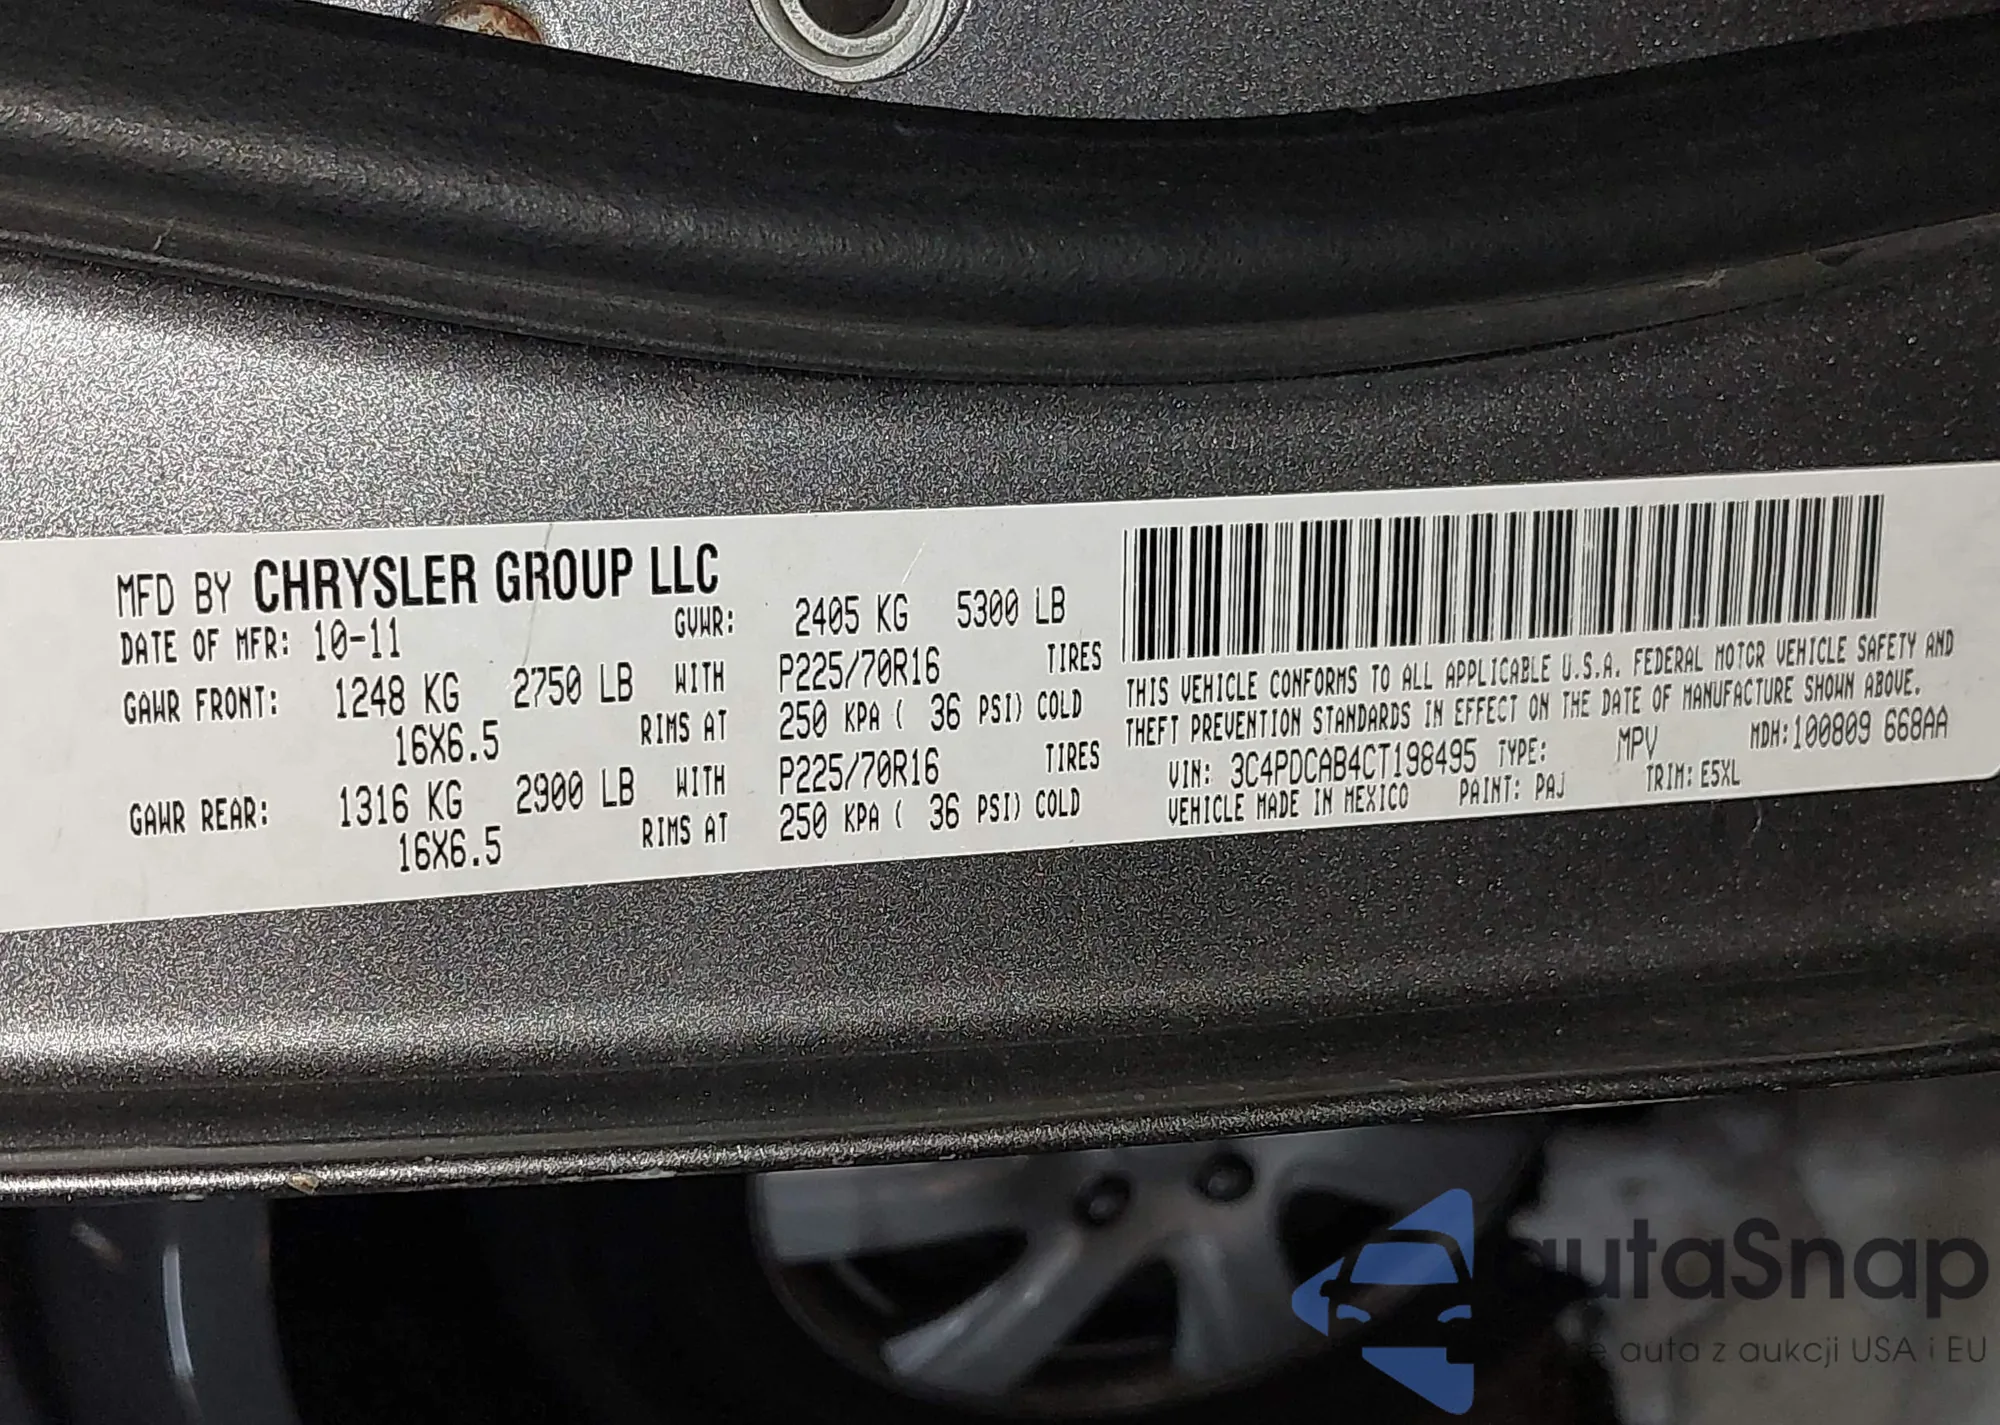 MFD BY CHRYSLER GROUP LLC
DATE OF MFR: 10-11 GVWR: 2405 KG 5300 LB
GAWR FRONT: 1248 KG 2750 LB WITH P225/70R16 TIRES
16X6.5 RIMS AT 250 KPA ( 36 PSI) COLD
GAWR REAR: 1316 KG 2900 LB WITH P225/70R16 TIRES
16X6.5 RIMS AT 250 KPA ( 36 PSI) COLD
THIS VEHICLE CONFORMS TO ALL APPLICABLE U.S.A. FEDERAL MOTOR VEHICLE SAFETY AND
THEFT PREVENTION STANDARDS IN EFFECT ON THE DATE OF MANUFACTURE SHOWN ABOVE.
VIN: 3C4PDCAB4CT198495 TYPE: MPV MDH:100809 668AA
VEHICLE MADE IN MEXICO PAINT: PAJ TRIM: E5XL
autaSnap
auta z aukcji USA i EU